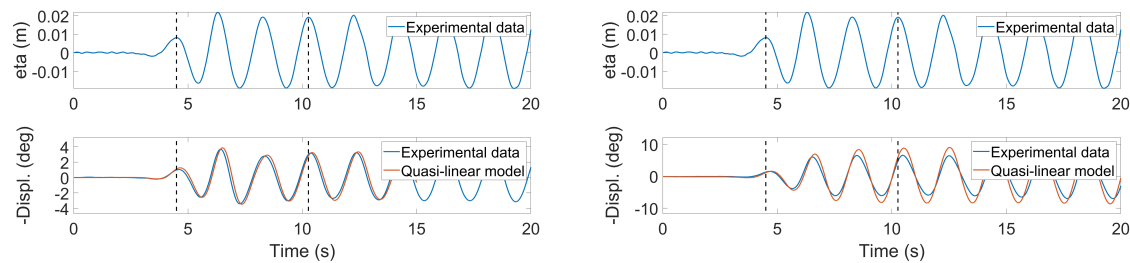 eta (m)
0.02
0.01
0
-0.01
Experimental data
0 5 10 15 20
-Displ. (deg)
4
2
0
-2
-4
Experimental data
Quasi-linear model
0 5 10 15 20
Time (s)
eta (m)
0.02
0.01
0
-0.01
Experimental data
0 5 10 15 20
-Displ. (deg)
10
0
-10
Experimental data
Quasi-linear model
0 5 10 15 20
Time (s)